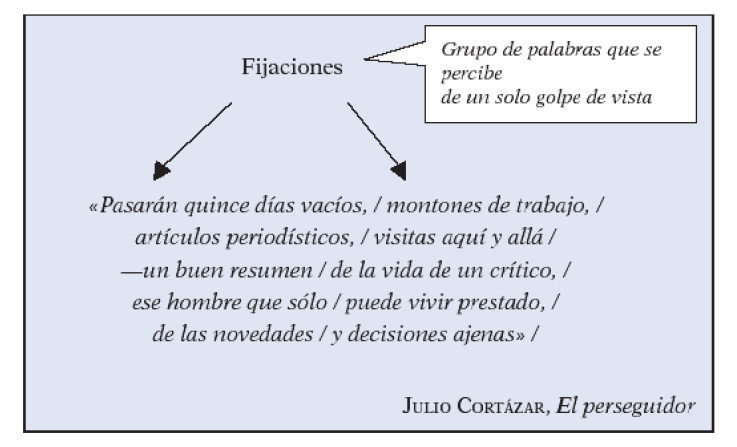 Fijaciones
Grupo de palabras que se
percibe
de un solo golpe de vista
«Pasarán quince días vacíos, / montones de trabajo, /
artículos periodísticos, / visitas aquí y allá /
—un buen resumen / de la vida de un crítico, /
ese hombre que sólo / puede vivir prestado, /
de las novedades / y decisiones ajenas» /
JULIO CORTÁZAR, El perseguidor